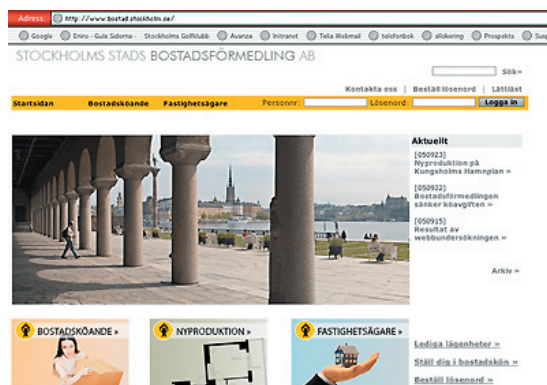 Adress: http://www.bostad.stockholm.se/
Google Eniro - Gula Sidorna - Stockholms Golfklubb Avanza Intranet Telia Webmail telefonbok allokering Prospekta
STOCKHOLMS STADS BOSTADSFÖRMEDLING AB
Sök»
Kontakta oss | Beställ lösenord | Lättläst
Startsidan Bostadsköande Fastighetsägare Personnr: Lösenord: Logga in
Aktuellt
[050923]
Nyproduktion på
Kungsholms Hamnplan »
[050922]
Bostadsförmedlingen
sänker köavgiften »
[050915]
Resultat av
webbundersökningen »
Arkiv »
BOSTADSKÖANDE » NYPRODUKTION » FASTIGHETSÄGARE »
Lediga lägenheter »
Ställ dig i bostadskön »
Beställ lösenord »